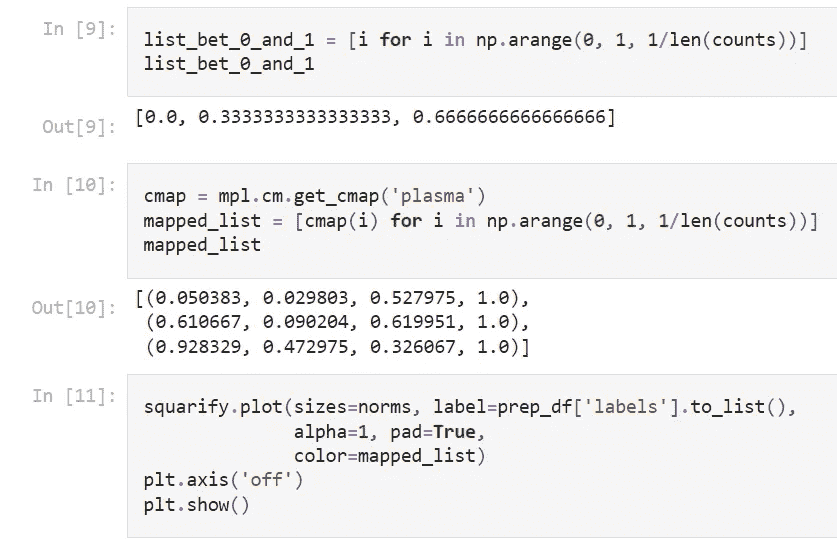 In [9]:
list_bet_0_and_1 = [i for i in np.arange(0, 1, 1/len(counts))]
list_bet_0_and_1
Out[9]:
[0.0, 0.3333333333333333, 0.6666666666666666]
In [10]:
cmap = mpl.cm.get_cmap('plasma')
mapped_list = [cmap(i) for i in np.arange(0, 1, 1/len(counts))]
mapped_list
Out[10]:
[(0.050383, 0.029803, 0.527975, 1.0),
(0.610667, 0.090204, 0.619951, 1.0),
(0.928329, 0.472975, 0.326067, 1.0)]
In [11]:
squarify.plot(sizes=norms, label=prep_df['labels'].to_list(),
alpha=1, pad=True,
color=mapped_list)
plt.axis('off')
plt.show()